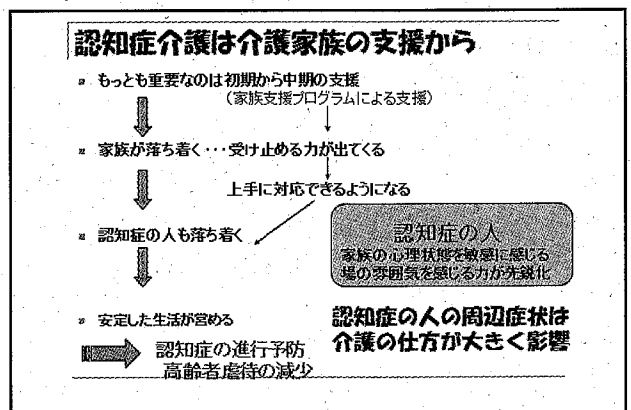 認知症介護は介護家族の支援から
もっとも重要なのは初期から中期の支援
(家族支援プログラムによる支援)
家族が落ち着く・・・受け止める力が出てくる
上手に対応できるようになる
認知症の人も落ち着く
認知症の人
家族の心理状態を敏感に感じる
場の雰囲気を感じる力が先鋭化
安定した生活が営める
認知症の人の周辺症状は
介護の仕方が大きく影響
認知症の進行予防
高齢者虐待の減少